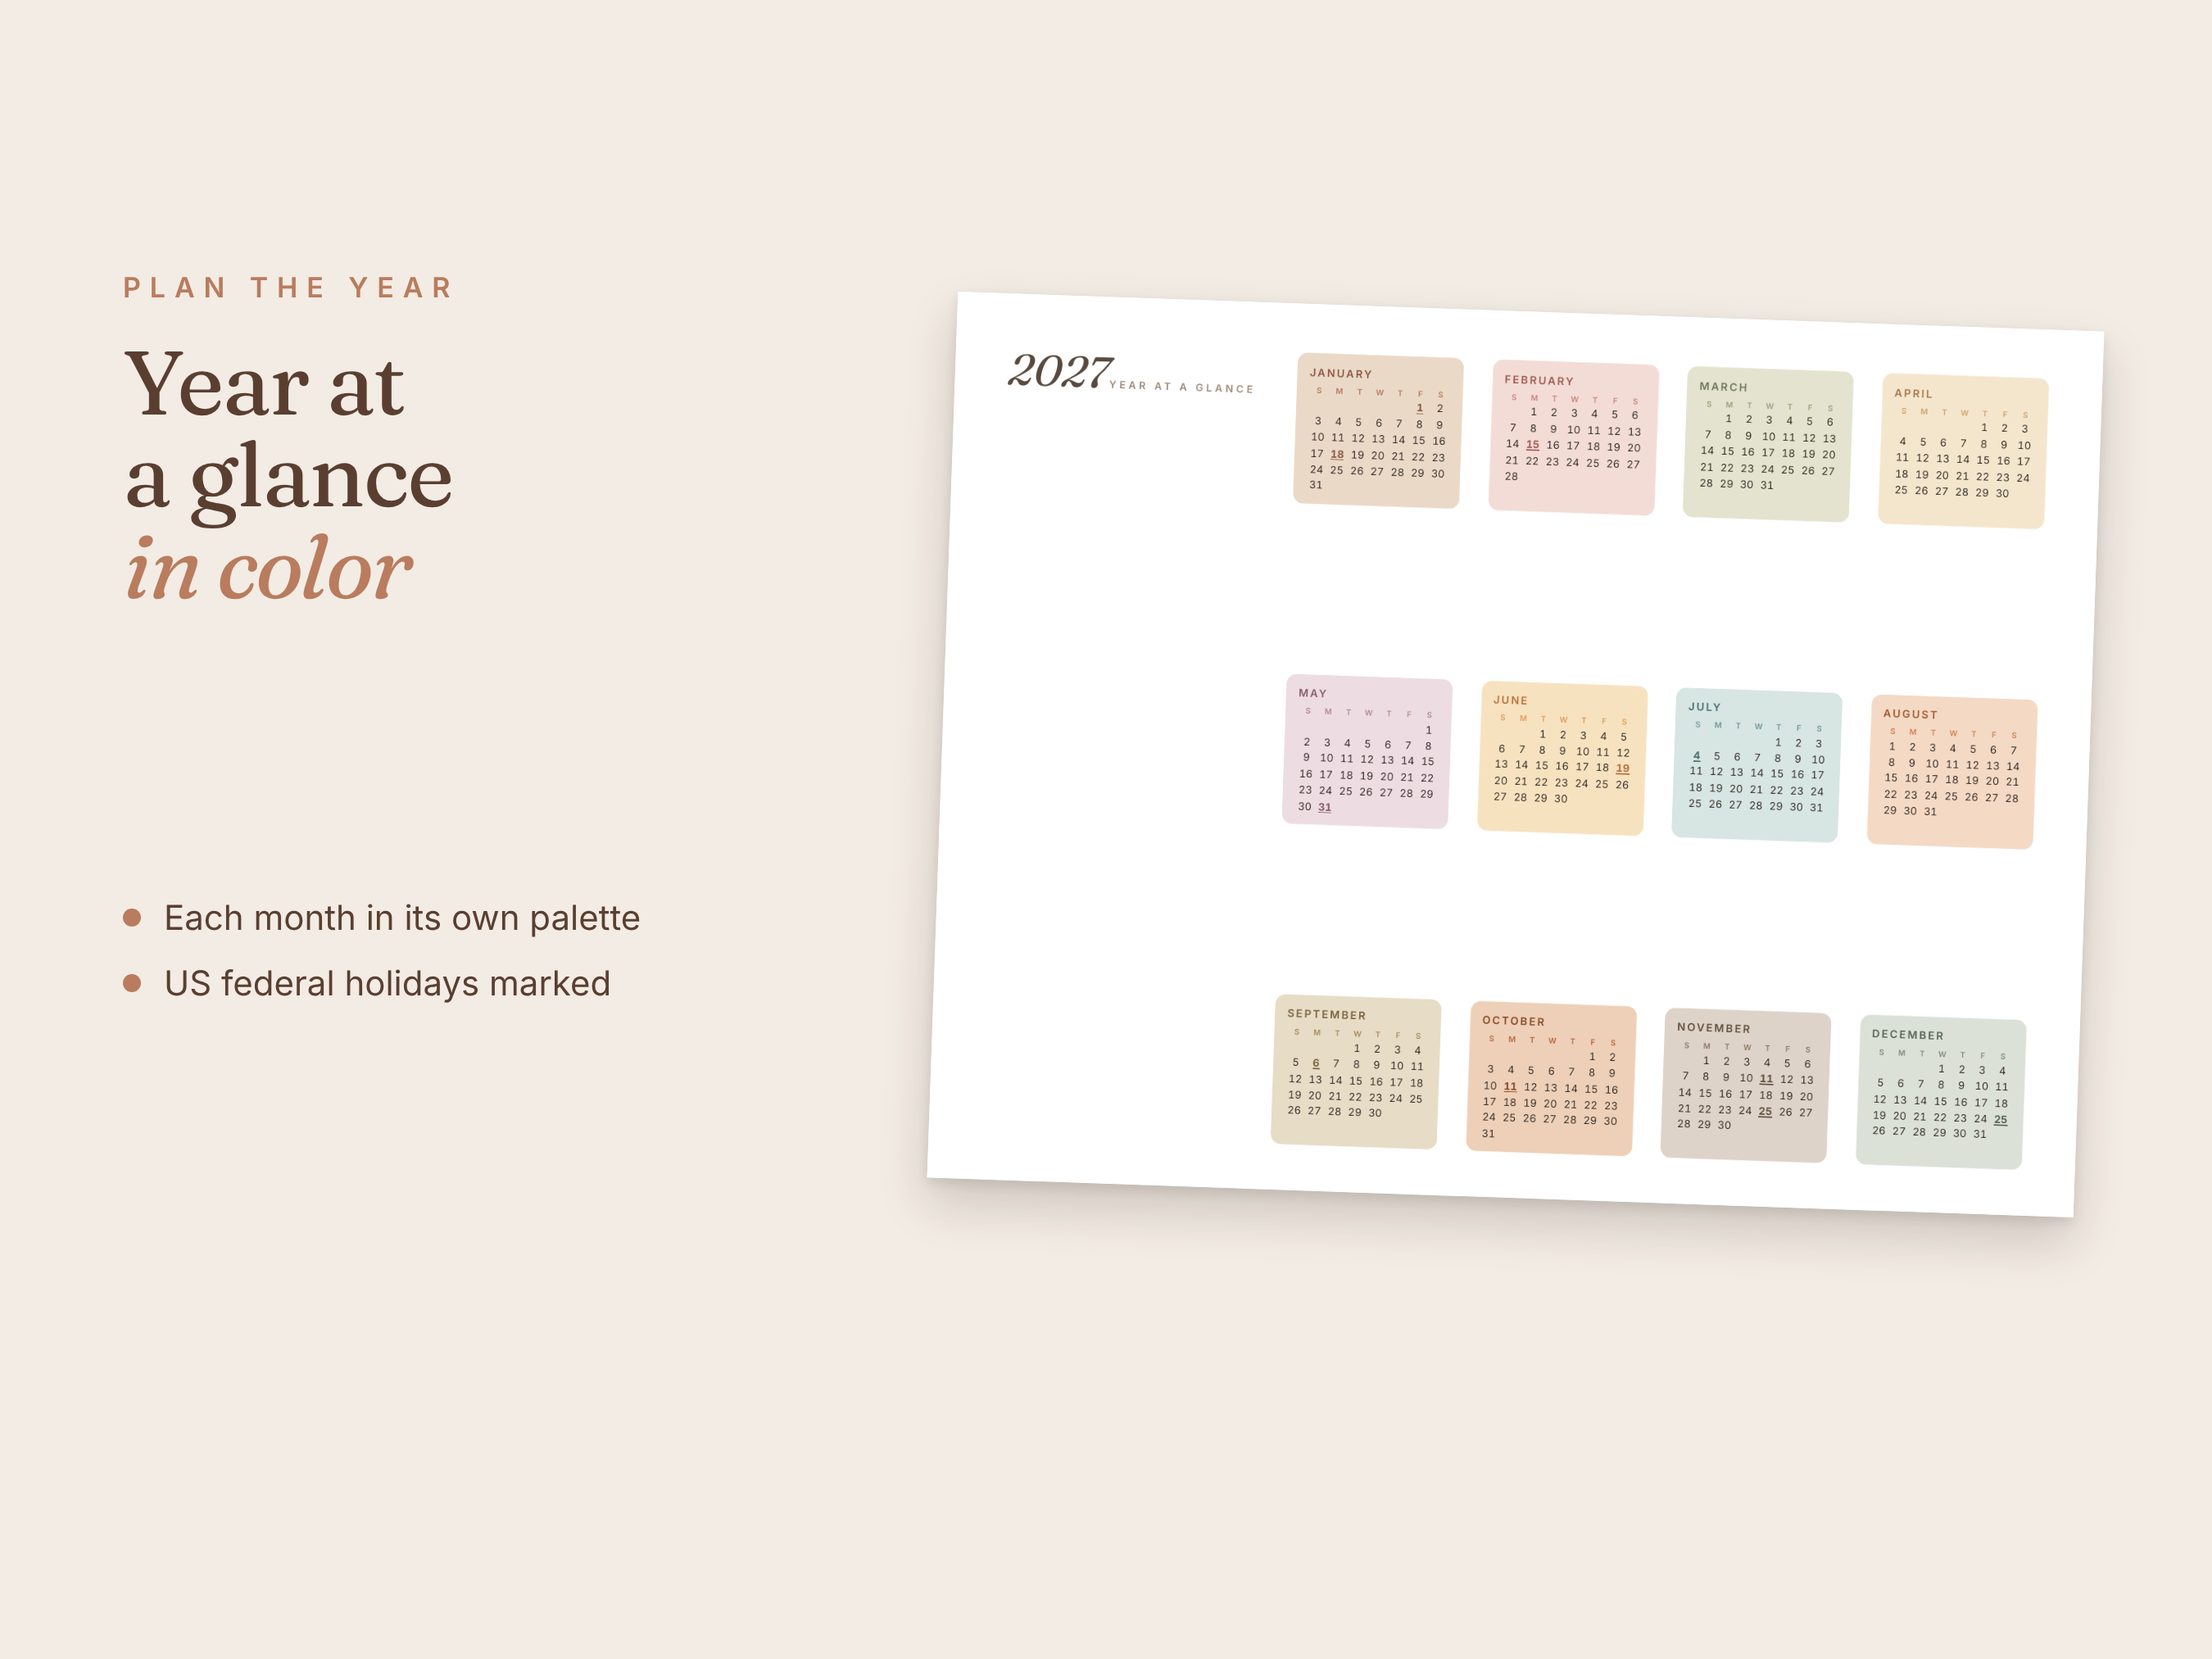 PLAN THE YEAR
Year at
a glance
in color
Each month in its own palette
US federal holidays marked
2027 YEAR AT A GLANCE
JANUARY
S M T W T F S
1 2
3 4 5 6 7 8 9
10 11 12 13 14 15 16
17 18 19 20 21 22 23
24 25 26 27 28 29 30
31
FEBRUARY
S M T W T F S
1 2 3 4 5 6
7 8 9 10 11 12 13
14 15 16 17 18 19 20
21 22 23 24 25 26 27
28
MARCH
S M T W T F S
1 2 3 4 5 6
7 8 9 10 11 12 13
14 15 16 17 18 19 20
21 22 23 24 25 26 27
28 29 30 31
APRIL
S M T W T F S
1 2 3
4 5 6 7 8 9 10
11 12 13 14 15 16 17
18 19 20 21 22 23 24
25 26 27 28 29 30
MAY
S M T W T F S
1
2 3 4 5 6 7 8
9 10 11 12 13 14 15
16 17 18 19 20 21 22
23 24 25 26 27 28 29
30 31
JUNE
S M T W T F S
1 2 3 4 5
6 7 8 9 10 11 12
13 14 15 16 17 18 19
20 21 22 23 24 25 26
27 28 29 30
JULY
S M T W T F S
1 2 3
4 5 6 7 8 9 10
11 12 13 14 15 16 17
18 19 20 21 22 23 24
25 26 27 28 29 30 31
AUGUST
S M T W T F S
1 2 3 4 5 6 7
8 9 10 11 12 13 14
15 16 17 18 19 20 21
22 23 24 25 26 27 28
29 30 31
SEPTEMBER
S M T W T F S
1 2 3 4
5 6 7 8 9 10 11
12 13 14 15 16 17 18
19 20 21 22 23 24 25
26 27 28 29 30
OCTOBER
S M T W T F S
1 2
3 4 5 6 7 8 9
10 11 12 13 14 15 16
17 18 19 20 21 22 23
24 25 26 27 28 29 30
31
NOVEMBER
S M T W T F S
1 2 3 4 5 6
7 8 9 10 11 12 13
14 15 16 17 18 19 20
21 22 23 24 25 26 27
28 29 30
DECEMBER
S M T W T F S
1 2 3 4
5 6 7 8 9 10 11
12 13 14 15 16 17 18
19 20 21 22 23 24 25
26 27 28 29 30 31